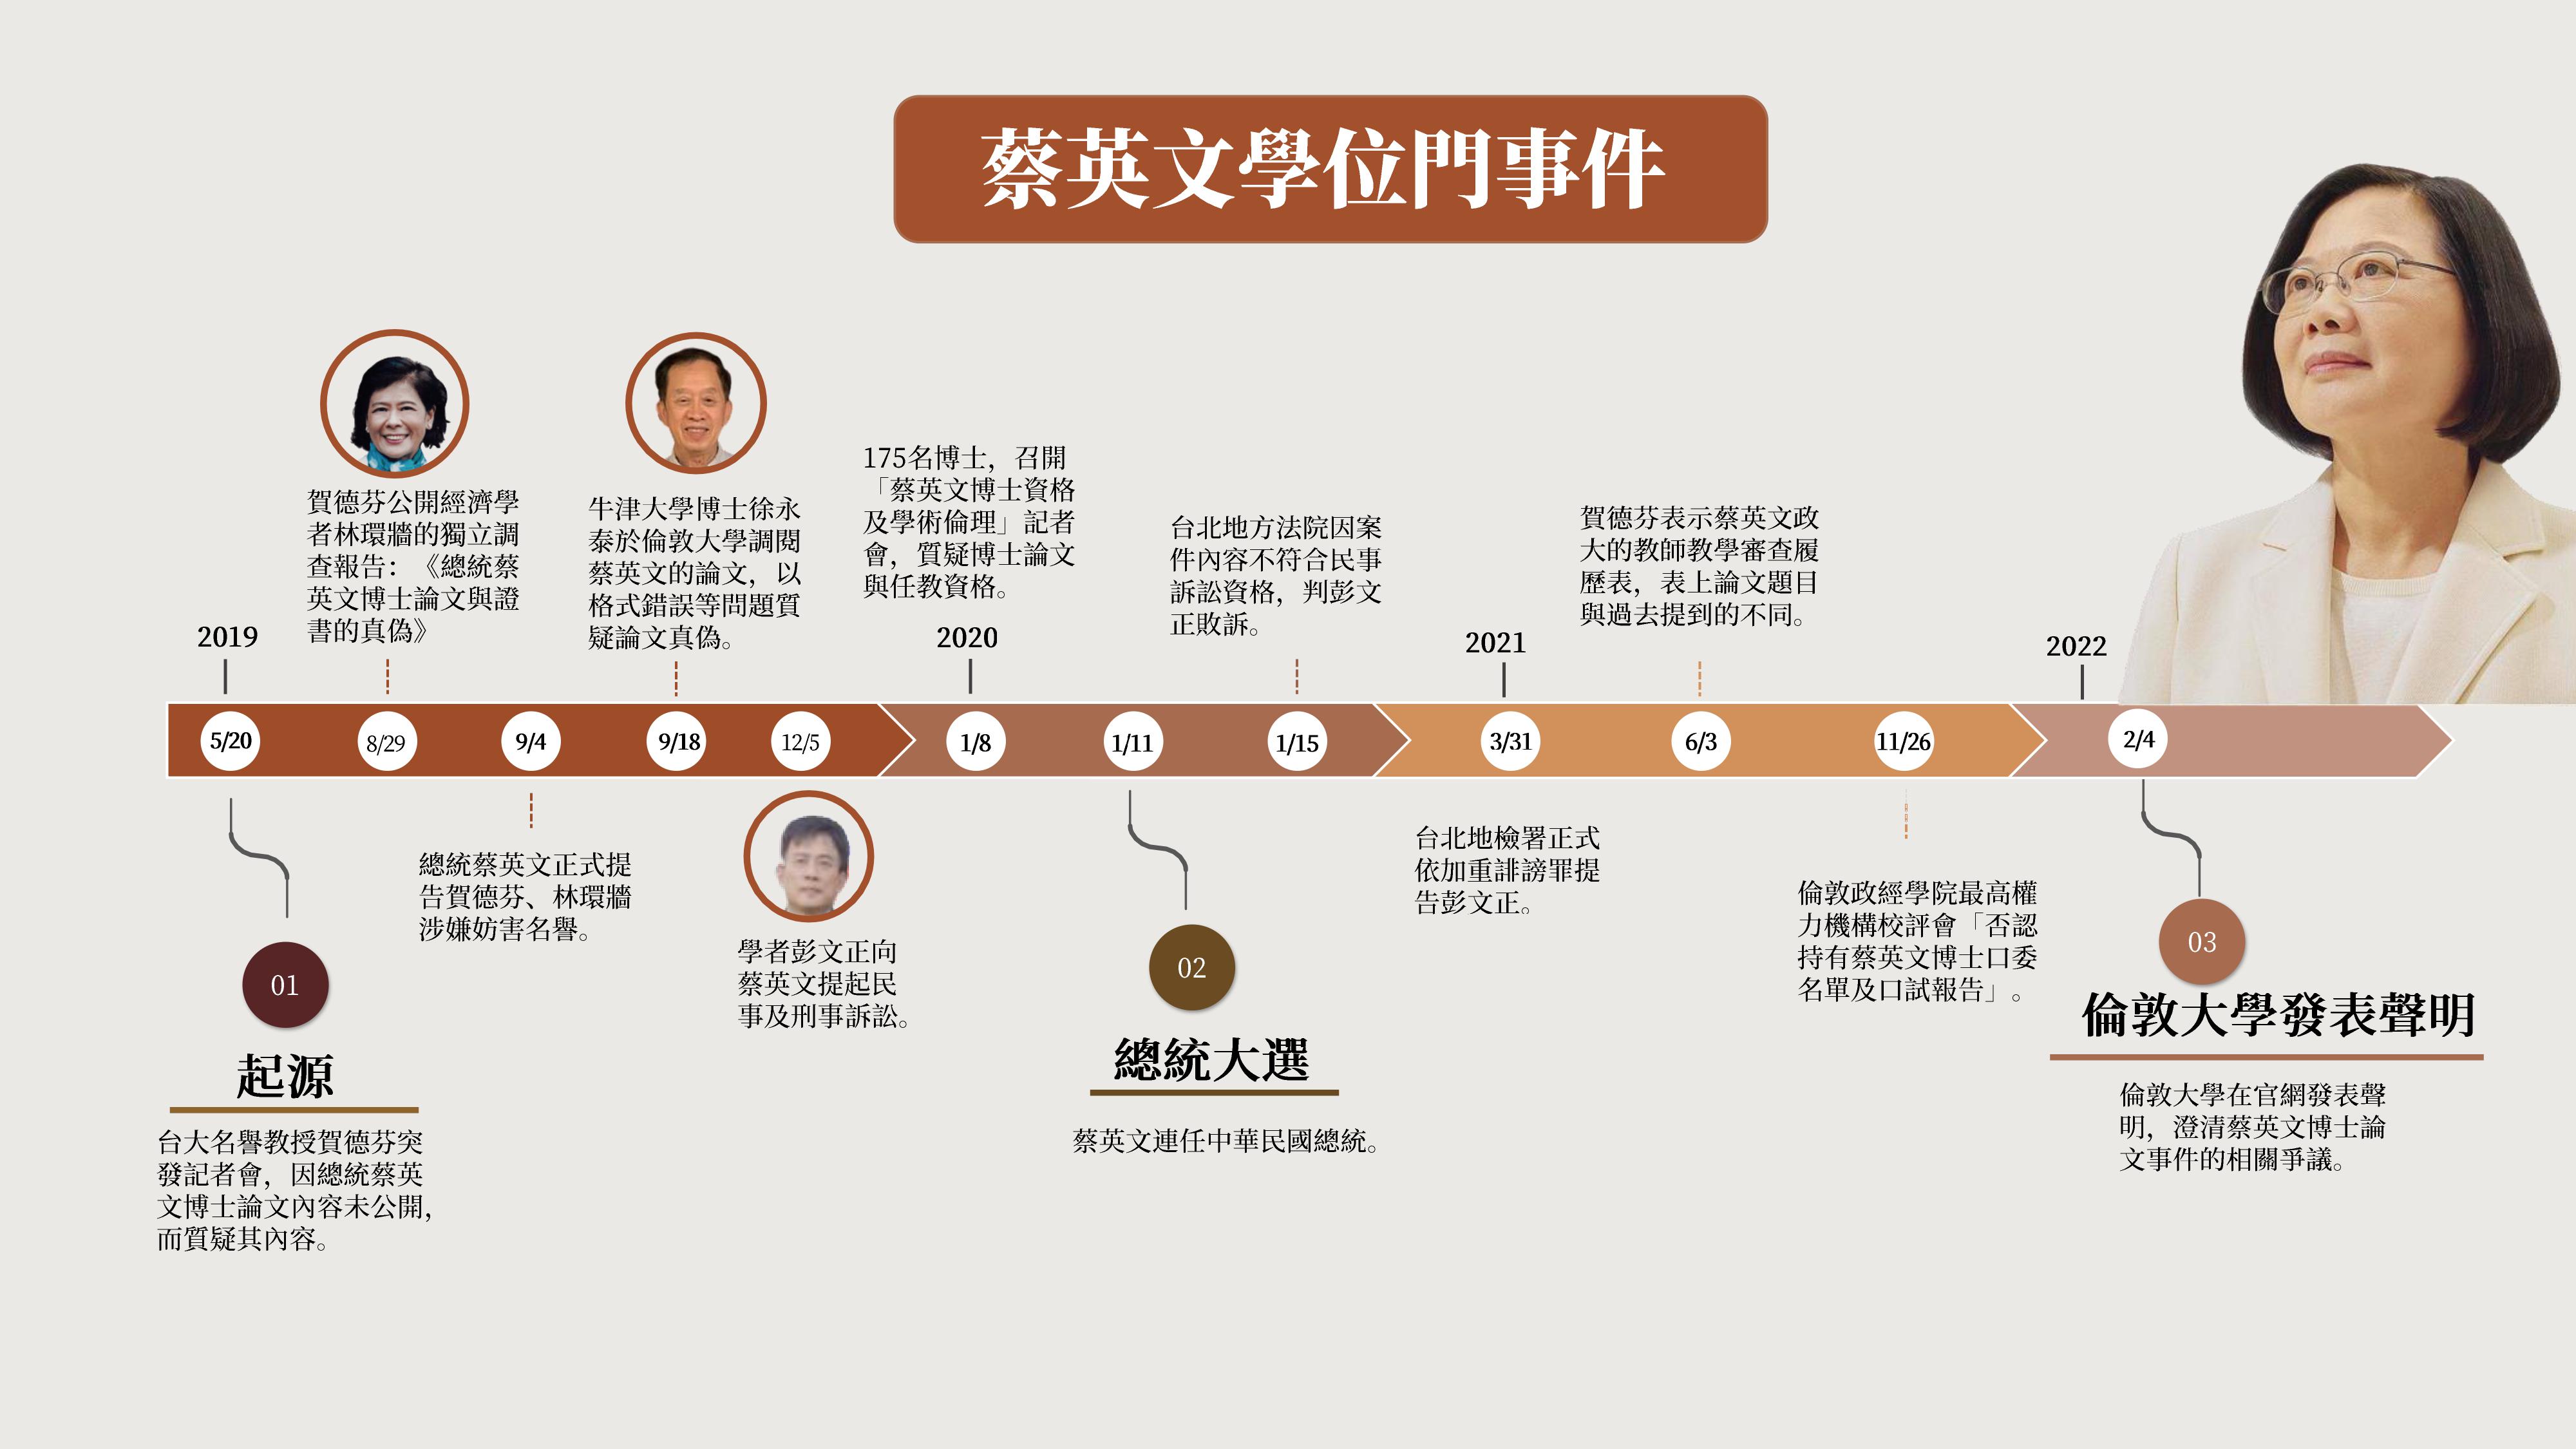 蔡英文學位門事件
賀德芬公開經濟學
者林環牆的獨立調
查報告：《總統蔡
英文博士論文與證
書的真偽》
牛津大學博士徐永
泰於倫敦大學調閱
蔡英文的論文，以
格式錯誤等問題質
疑論文真偽。
175名博士，召開
「蔡英文博士資格
及學術倫理」記者
會，質疑博士論文
與任教資格。
台北地方法院因案
件內容不符合民事
訴訟資格，判彭文
正敗訴。
賀德芬表示蔡英文政
大的教師教學審查履
歷表，表上論文題目
與過去提到的不同。
2019
2020
2021
2022
5/20
8/29
9/4
9/18
12/5
1/8
1/11
1/15
3/31
6/3
11/26
2/4
01
起源
台大名譽教授賀德芬突
發記者會，因總統蔡英
文博士論文內容未公開，
而質疑其內容。
總統蔡英文正式提
告賀德芬、林環牆
涉嫌妨害名譽。
學者彭文正向
蔡英文提起民
事及刑事訴訟。
02
總統大選
蔡英文連任中華民國總統。
台北地檢署正式
依加重誹謗罪提
告彭文正。
倫敦政經學院最高權
力機構校評會「否認
持有蔡英文博士口委
名單及口試報告」。
03
倫敦大學發表聲明
倫敦大學在官網發表聲
明，澄清蔡英文博士論
文事件的相關爭議。